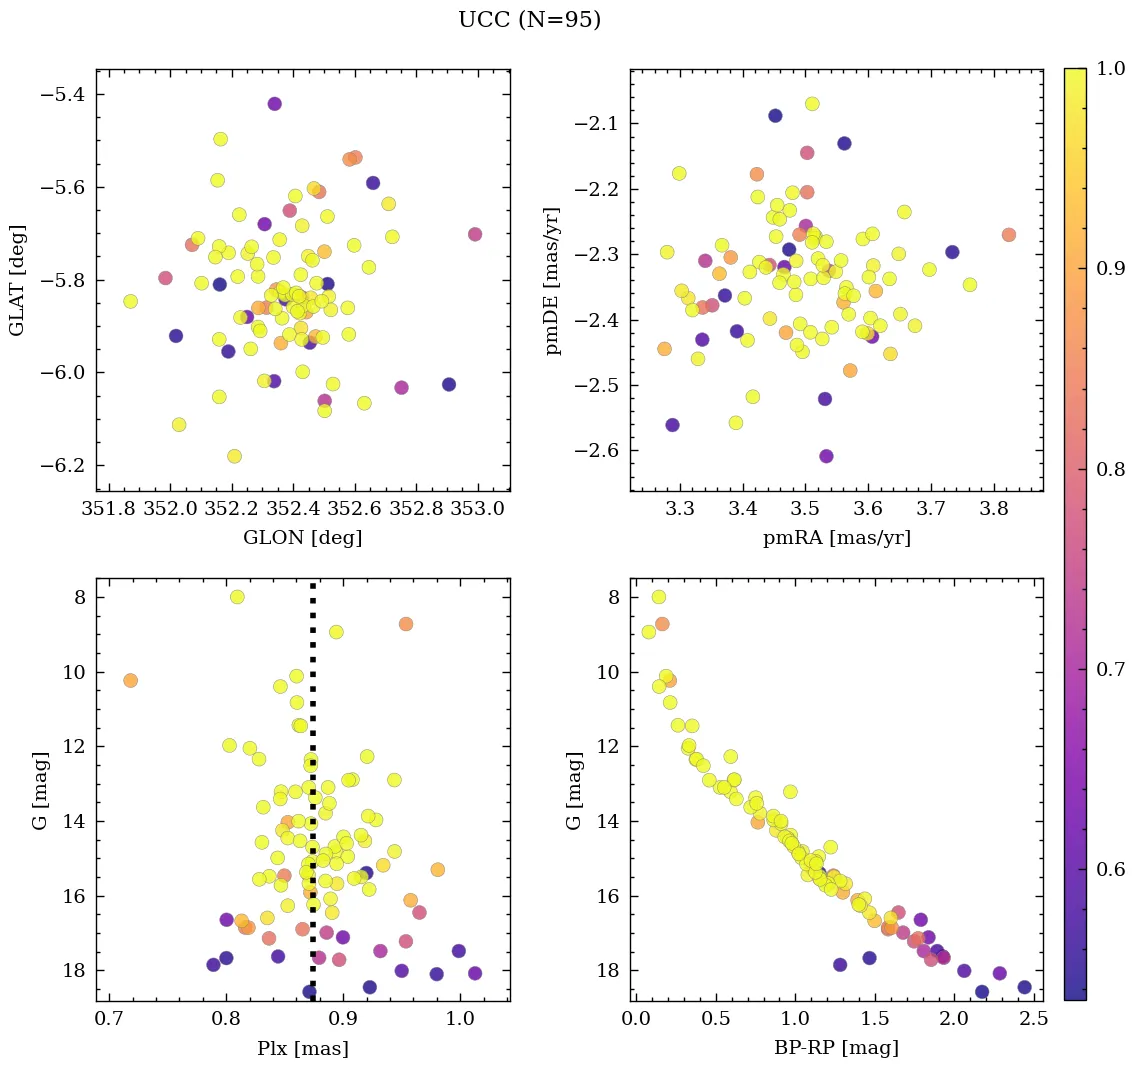 UCC (N=95)
−5.4
−5.6
−5.8
−6.0
−6.2
GLAT [deg]
351.8 352.0 352.2 352.4 352.6 352.8 353.0
GLON [deg]
−2.1
−2.2
−2.3
−2.4
−2.5
−2.6
pmDE [mas/yr]
3.3 3.4 3.5 3.6 3.7 3.8
pmRA [mas/yr]
8
10
12
14
16
18
G [mag]
0.7 0.8 0.9 1.0
Plx [mas]
8
10
12
14
16
18
G [mag]
0.0 0.5 1.0 1.5 2.0 2.5
BP-RP [mag]
1.0
0.9
0.8
0.7
0.6